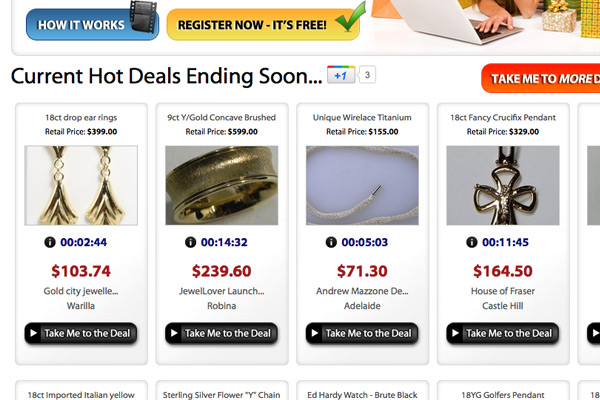 HOW IT WORKS
REGISTER NOW - IT'S FREE!
Current Hot Deals Ending Soon...
+1
3
TAKE ME TO MORE D
18ct drop ear rings
Retail Price: $399.00
00:02:44
$103.74
Gold city jewelle...
Warilla
Take Me to the Deal
9ct Y/Gold Concave Brushed
Retail Price: $599.00
00:14:32
$239.60
JewelLover Launch...
Robina
Take Me to the Deal
Unique Wirelace Titanium
Retail Price: $155.00
00:05:03
$71.30
Andrew Mazzone De...
Adelaide
Take Me to the Deal
18ct Fancy Crucifix Pendant
Retail Price: $329.00
00:11:45
$164.50
House of Fraser
Castle Hill
Take Me to the Deal
18ct Imported Italian yellow
Sterling Silver Flower "Y" Chain
Ed Hardy Watch - Brute Black
18YG Golfers Pendant